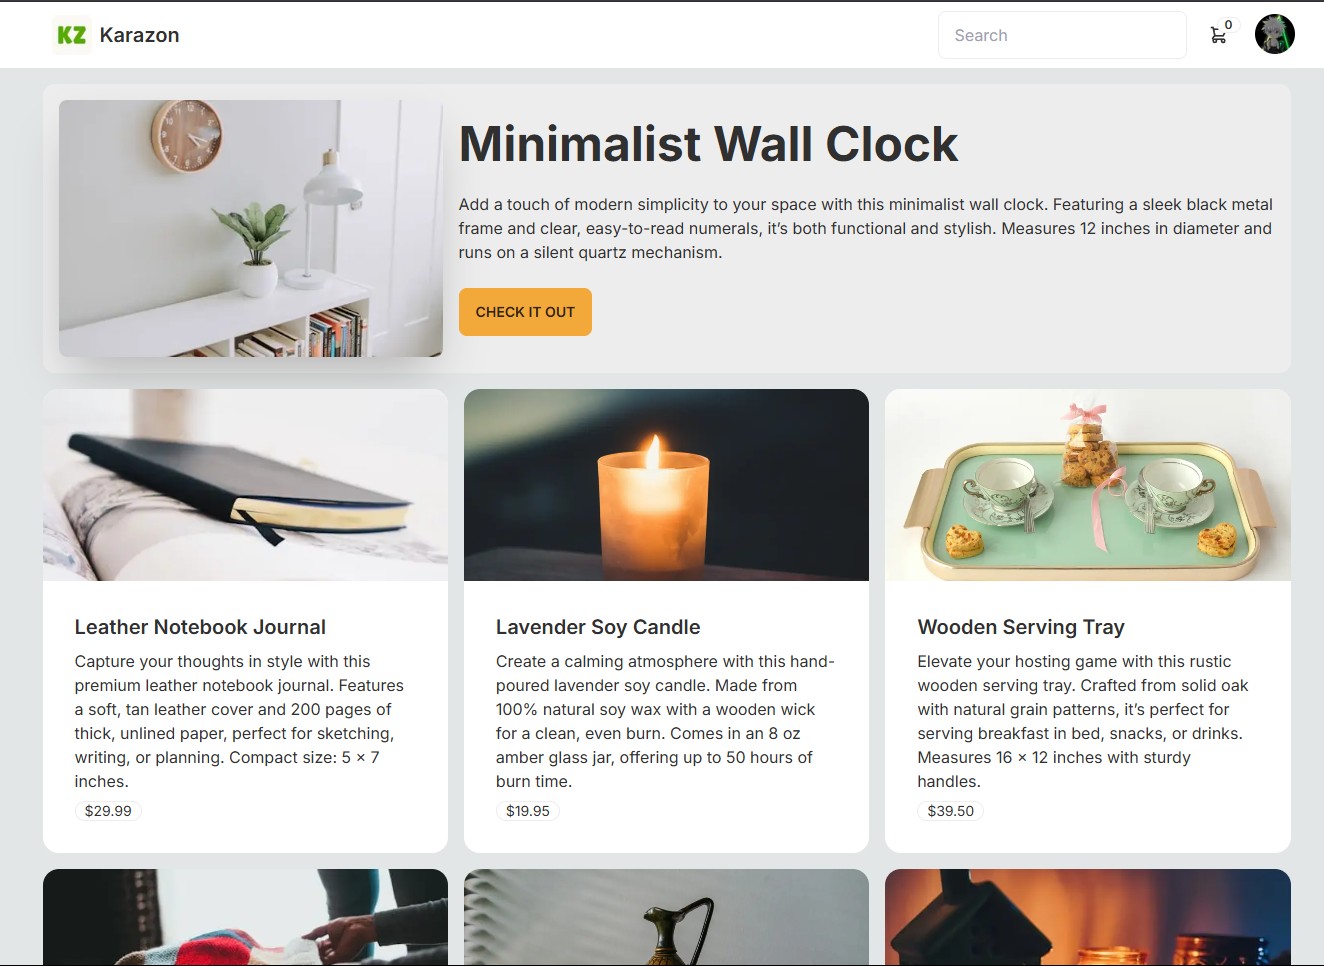 KZ Karazon
Search
0
Minimalist Wall Clock
Add a touch of modern simplicity to your space with this minimalist wall clock. Featuring a sleek black metal
frame and clear, easy-to-read numerals, it’s both functional and stylish. Measures 12 inches in diameter and
runs on a silent quartz mechanism.
CHECK IT OUT
Leather Notebook Journal
Capture your thoughts in style with this
premium leather notebook journal. Features
a soft, tan leather cover and 200 pages of
thick, unlined paper, perfect for sketching,
writing, or planning. Compact size: 5 × 7
inches.
$29.99
Lavender Soy Candle
Create a calming atmosphere with this hand-
poured lavender soy candle. Made from
100% natural soy wax with a wooden wick
for a clean, even burn. Comes in an 8 oz
amber glass jar, offering up to 50 hours of
burn time.
$19.95
Wooden Serving Tray
Elevate your hosting game with this rustic
wooden serving tray. Crafted from solid oak
with natural grain patterns, it’s perfect for
serving breakfast in bed, snacks, or drinks.
Measures 16 × 12 inches with sturdy
handles.
$39.50